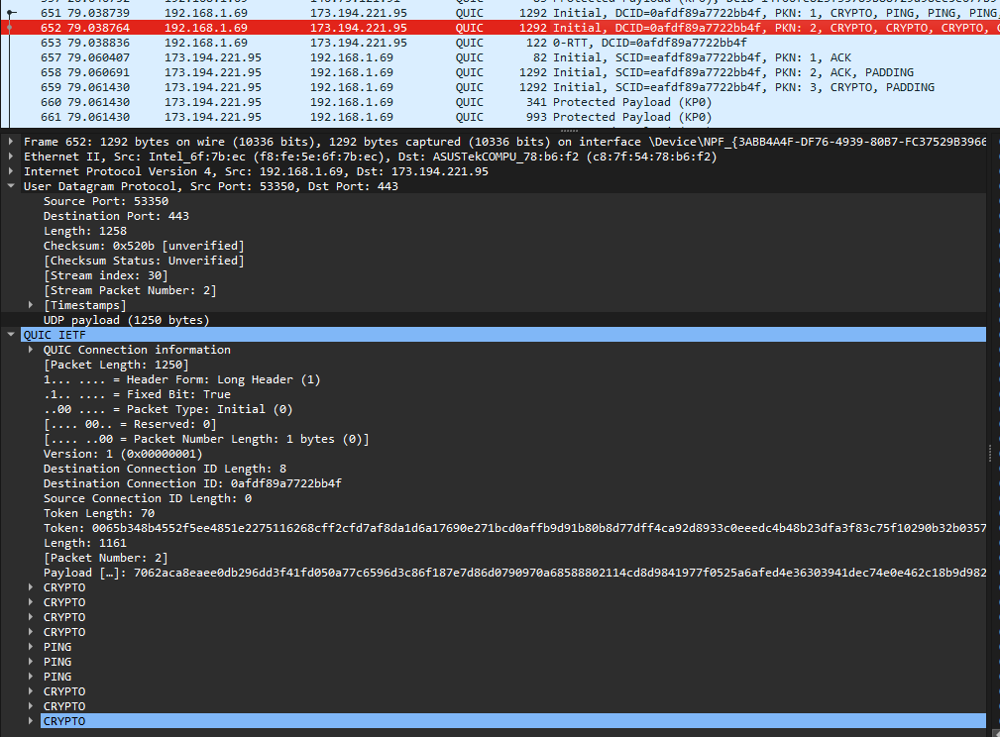 651 79.038739 192.168.1.69 173.194.221.95 QUIC 1292 Initial, DCID=0afdf89a7722bb4f, PKN: 1, CRYPTO, PING, PING, PING
652 79.038764 192.168.1.69 173.194.221.95 QUIC 1292 Initial, DCID=0afdf89a7722bb4f, PKN: 2, CRYPTO, CRYPTO, CRYPTO,
653 79.038836 192.168.1.69 173.194.221.95 QUIC 122 0-RTT, DCID=0afdf89a7722bb4f
657 79.060407 173.194.221.95 192.168.1.69 QUIC 82 Initial, SCID=eafdf89a7722bb4f, PKN: 1, ACK
658 79.060691 173.194.221.95 192.168.1.69 QUIC 1292 Initial, SCID=eafdf89a7722bb4f, PKN: 2, ACK, PADDING
659 79.061430 173.194.221.95 192.168.1.69 QUIC 1292 Initial, SCID=eafdf89a7722bb4f, PKN: 3, CRYPTO, PADDING
660 79.061430 173.194.221.95 192.168.1.69 QUIC 341 Protected Payload (KP0)
661 79.061430 173.194.221.95 192.168.1.69 QUIC 993 Protected Payload (KP0)
Frame 652: 1292 bytes on wire (10336 bits), 1292 bytes captured (10336 bits) on interface \Device\NPF_{3ABB4A4F-DF76-4939-80B7-FC37529B3966
Ethernet II, Src: Intel_6f:7b:ec (f8:fe:5e:6f:7b:ec), Dst: ASUSTekCOMPU_78:b6:f2 (c8:7f:54:78:b6:f2)
Internet Protocol Version 4, Src: 192.168.1.69, Dst: 173.194.221.95
User Datagram Protocol, Src Port: 53350, Dst Port: 443
Source Port: 53350
Destination Port: 443
Length: 1258
Checksum: 0x520b [unverified]
[Checksum Status: Unverified]
[Stream index: 30]
[Stream Packet Number: 2]
[Timestamps]
UDP payload (1250 bytes)
QUIC IETF
QUIC Connection information
[Packet Length: 1250]
1... .... = Header Form: Long Header (1)
.1.. .... = Fixed Bit: True
..00 .... = Packet Type: Initial (0)
[.... 00.. = Reserved: 0]
[.... ..00 = Packet Number Length: 1 bytes (0)]
Version: 1 (0x00000001)
Destination Connection ID Length: 8
Destination Connection ID: 0afdf89a7722bb4f
Source Connection ID Length: 0
Token Length: 70
Token: 0065b348b4552f5ee4851e2275116268cff2cfd7af8da1d6a17690e271bcd0affb9d91b80b8d77dff4ca92d8933c0eeedc4b48b23dfa3f83c75f10290b32b0357
Length: 1161
[Packet Number: 2]
Payload […]: 7062aca8eaee0db296dd3f41fd050a77c6596d3c86f187e7d86d0790970a68588802114cd8d9841977f0525a6afed4e36303941dec74e0e462c18b9d982
CRYPTO
CRYPTO
CRYPTO
CRYPTO
PING
PING
PING
CRYPTO
CRYPTO
CRYPTO